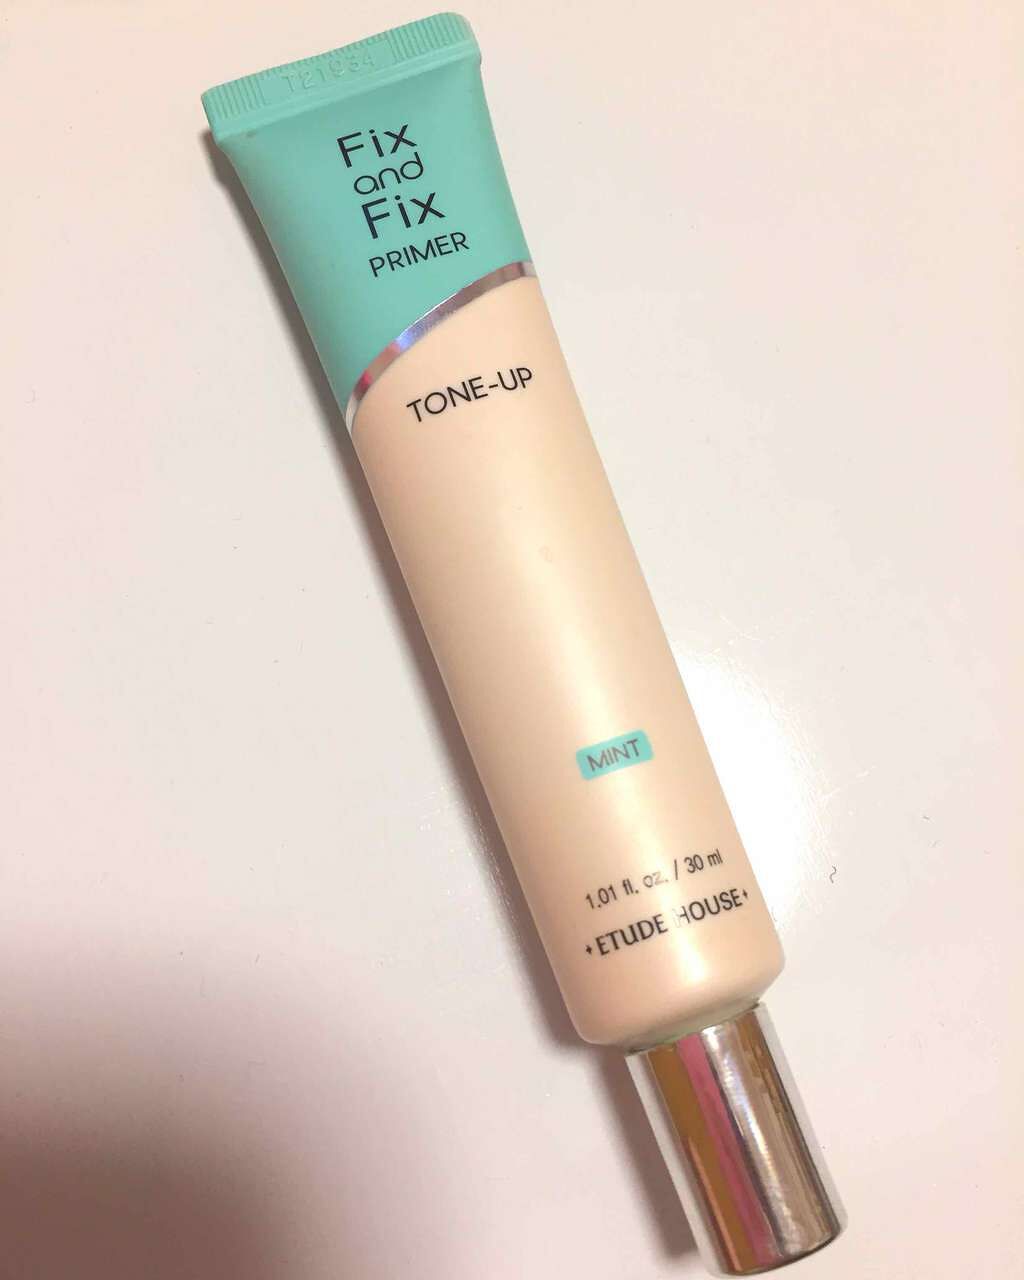 T21934
Fix
and
Fix
PRIMER
TONE-UP
MINT
1.01 fl. oz. / 30 ml
ETUDE HOUSE